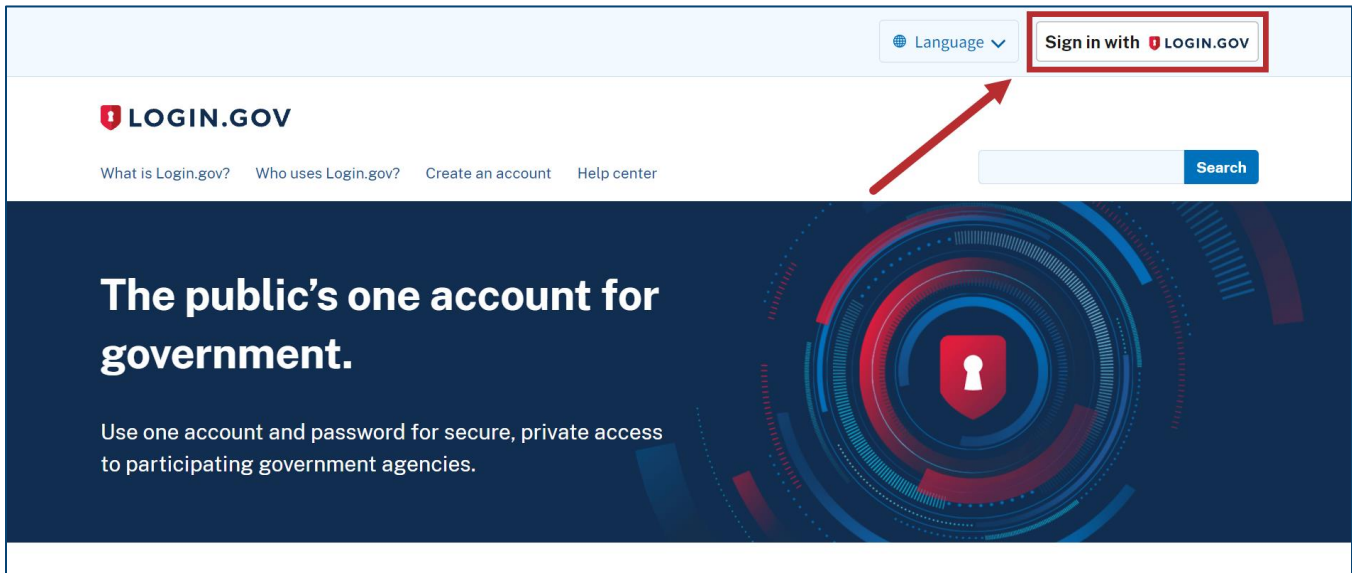 Language
Sign in with LOGIN.GOV
LOGIN.GOV
What is Login.gov? Who uses Login.gov? Create an account Help center
Search
The public’s one account for
government.
Use one account and password for secure, private access
to participating government agencies.